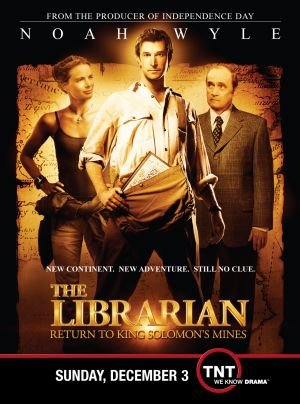 FROM THE PRODUCER OF INDEPENDENCE DAY
NOAH WYLE
NEW CONTINENT. NEW ADVENTURE. STILL NO CLUE.
THE
LIBRARIAN
RETURN TO KING SOLOMON'S MINES
SUNDAY, DECEMBER 3
TNT
WE KNOW DRAMA™